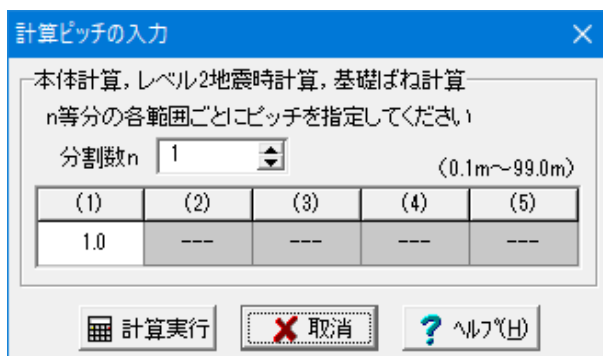 計算ピッチの入力
本体計算, レベル2地震時計算, 基礎ばね計算
n等分の各範囲ごとにピッチを指定してください
分割数n 1
(0.1m～99.0m)
(1) (2) (3) (4) (5)
1.0 --- --- --- ---
計算実行 取消 ヘルプ(H)